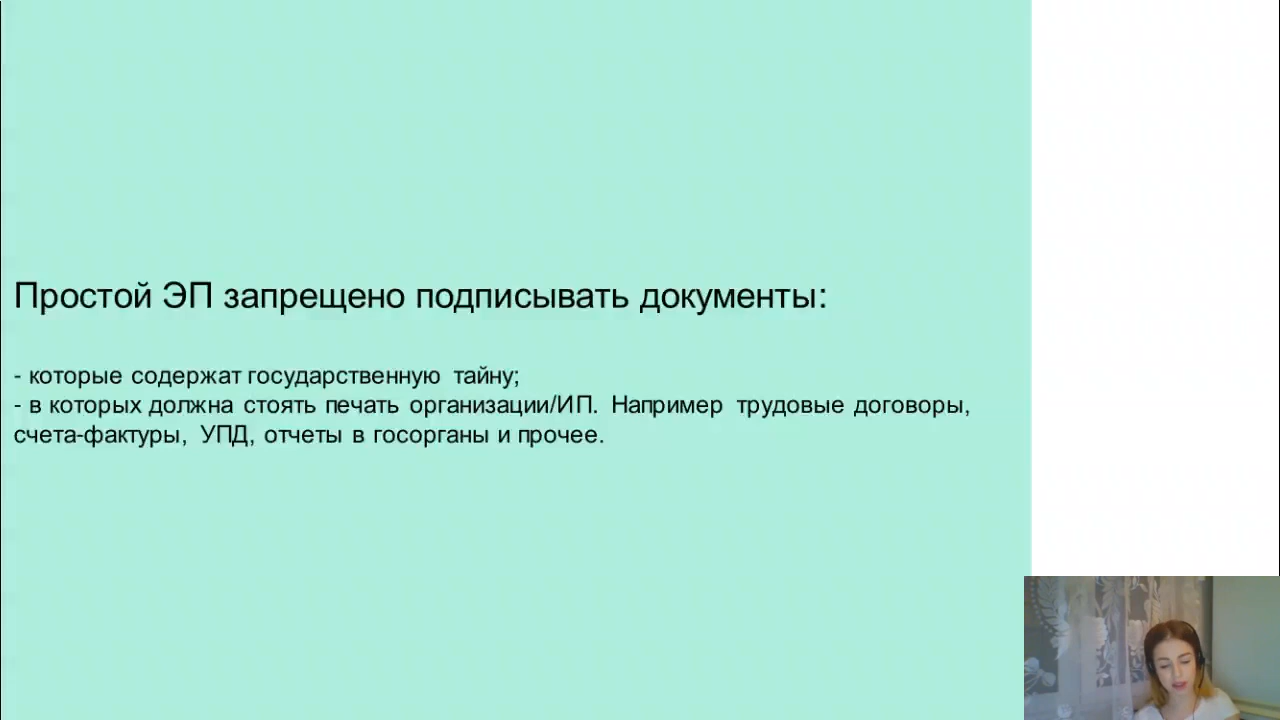 Простой ЭП запрещено подписывать документы:
- которые содержат государственную тайну;
- в которых должна стоять печать организации/ИП. Например трудовые договоры,
счета-фактуры, УПД, отчеты в госорганы и прочее.